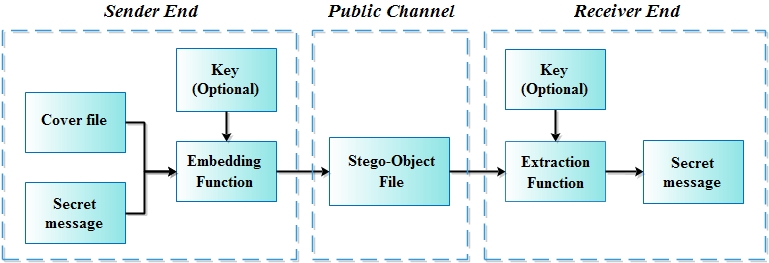 Sender End
Public Channel
Receiver End
Key
(Optional)
Cover file
Secret
message
Embedding
Function
Stego-Object
File
Key
(Optional)
Extraction
Function
Secret
message